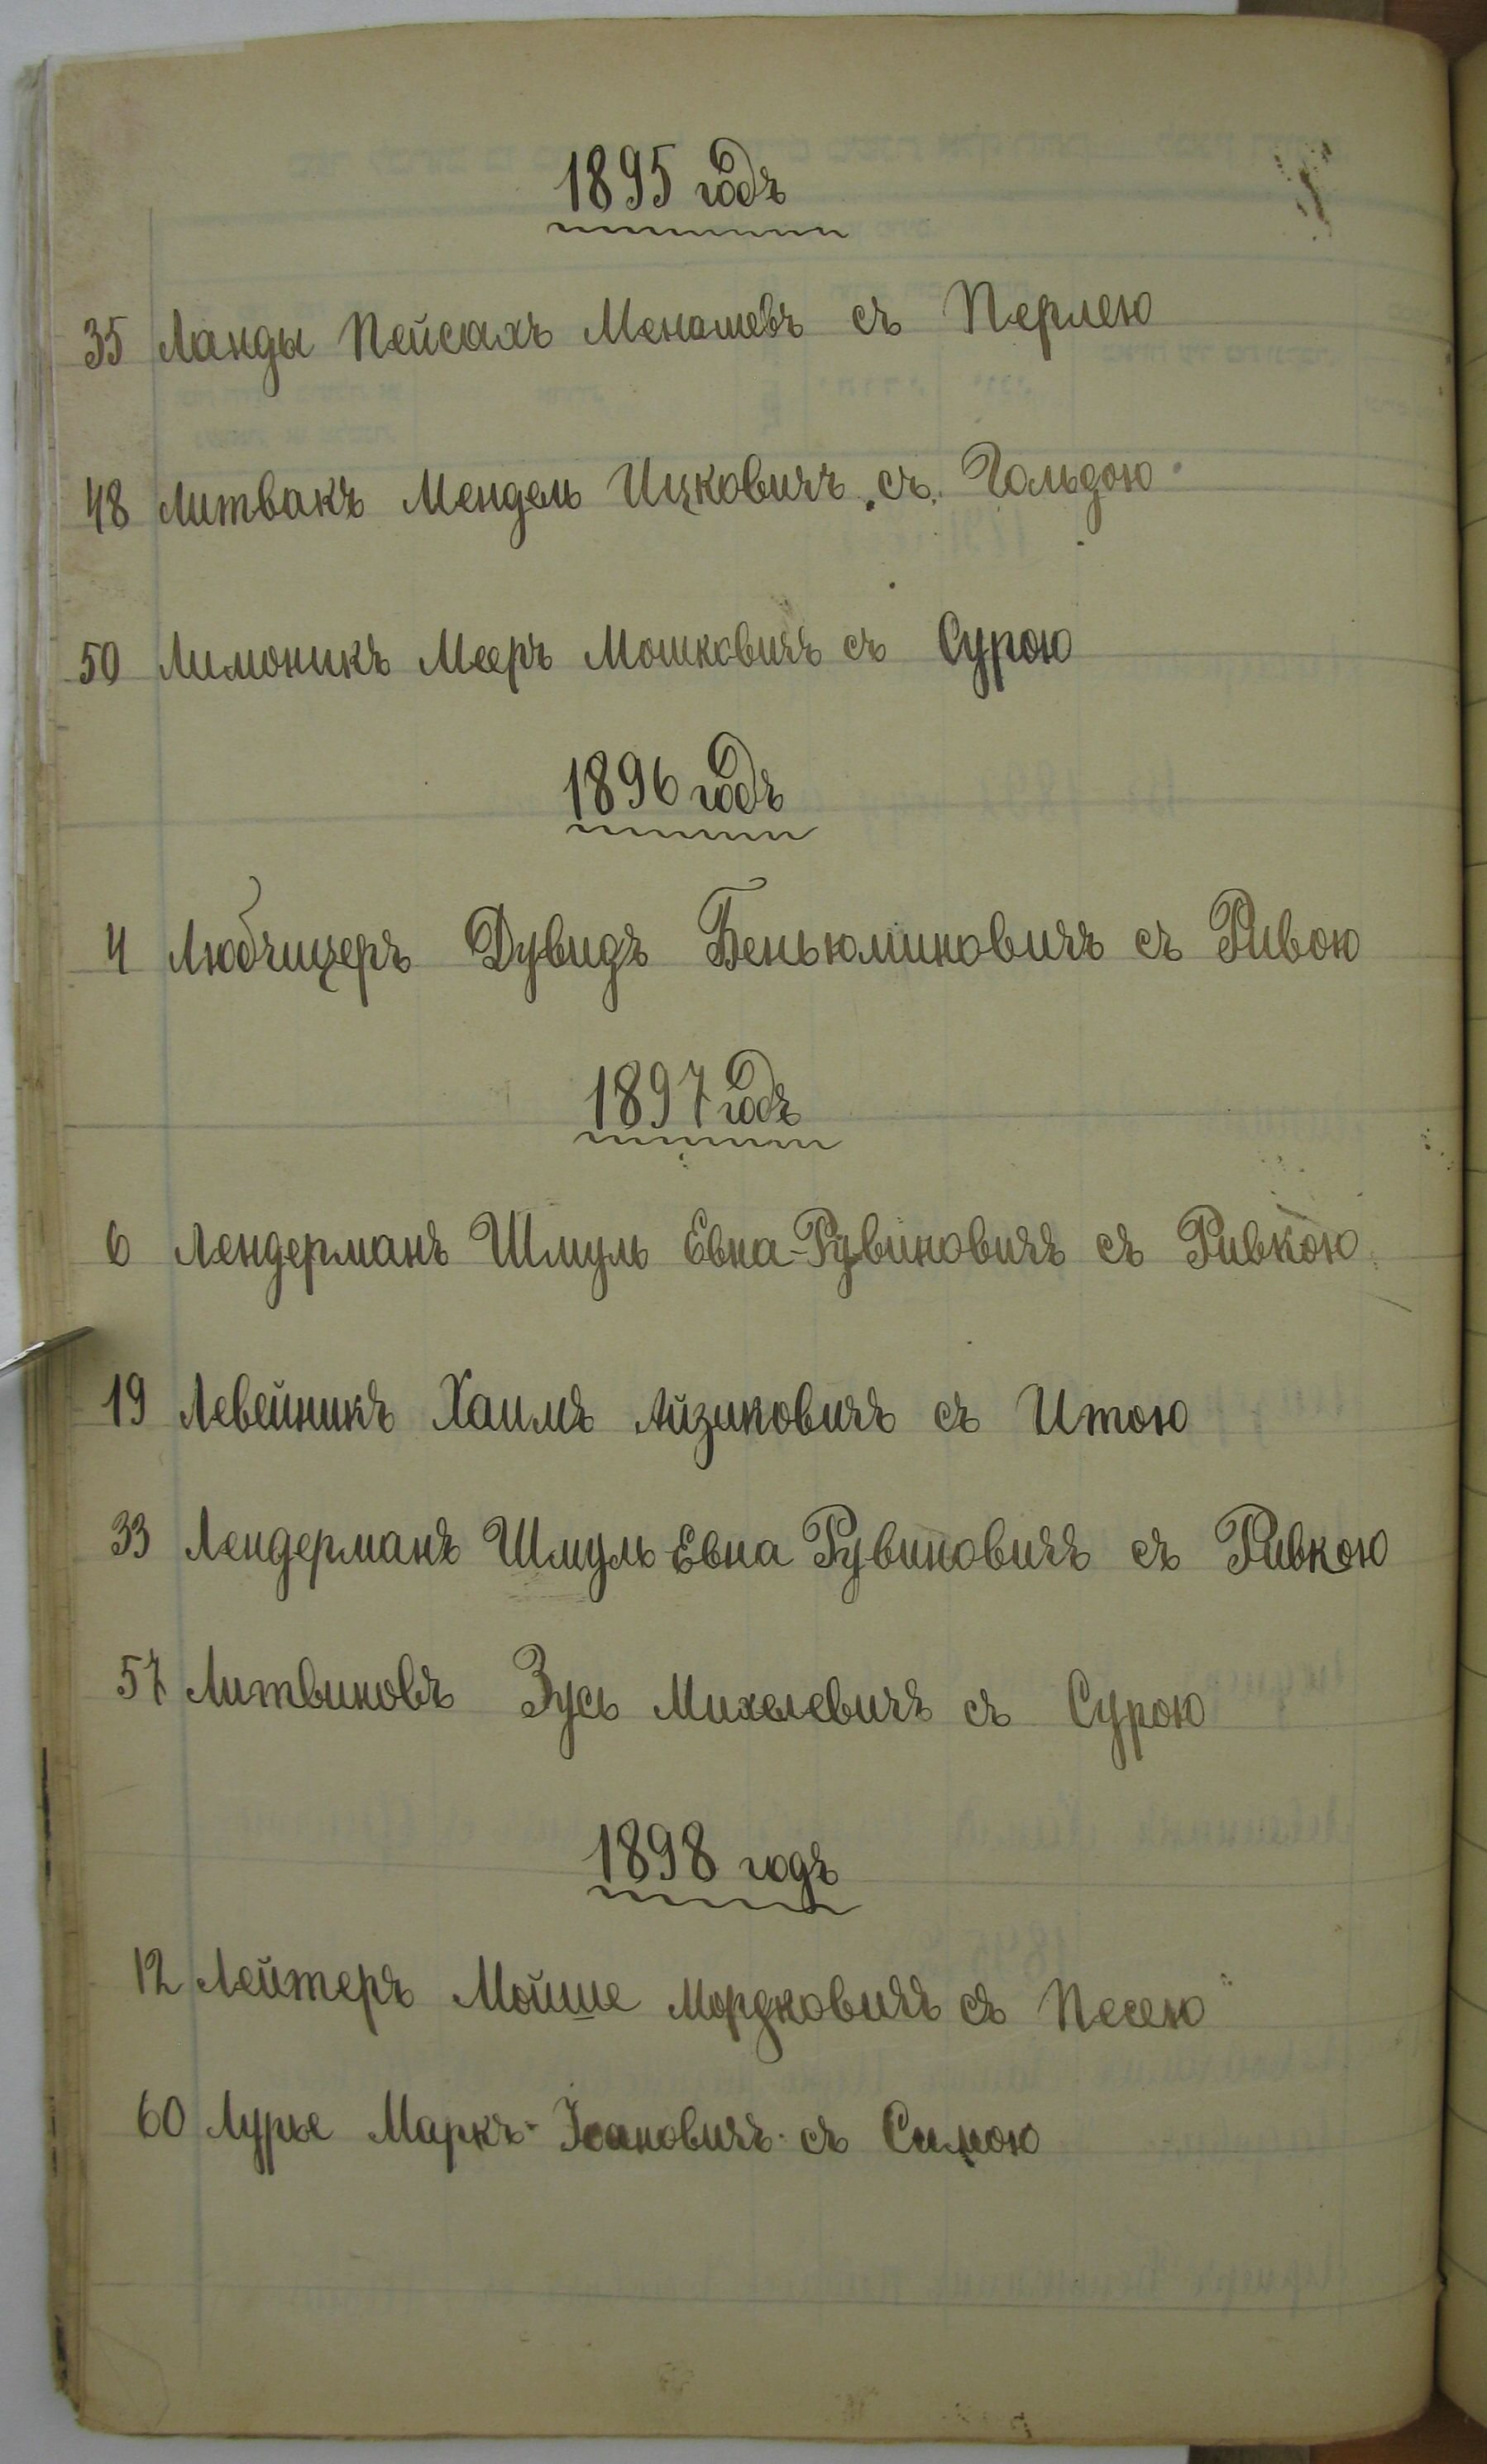 1895 годъ
35 Ланды Пейсахъ Менашевъ съ Перлею
48 Литвакъ Мендель Ицковичъ съ Гольдою
50 Лимоникъ Мееръ Мошковичъ съ Сурою
1896 годъ
4 Любчицеръ Дувидъ Беньюминовичъ съ Ривою
1897 годъ
6 Лендерманъ Шмуль Евна-Рувиновичъ съ Ривкою
19 Левейникъ Хаимъ Айзиковичъ съ Итою
33 Лендерманъ Шмуль-Евна Рувиновичъ съ Ривкою
57 Литвиновъ Зусь Михелевичъ съ Сурою
1898 годъ
12 Лейтеръ Мойше Мордковичъ съ Песею
60 Лурье Маркъ съ Симою